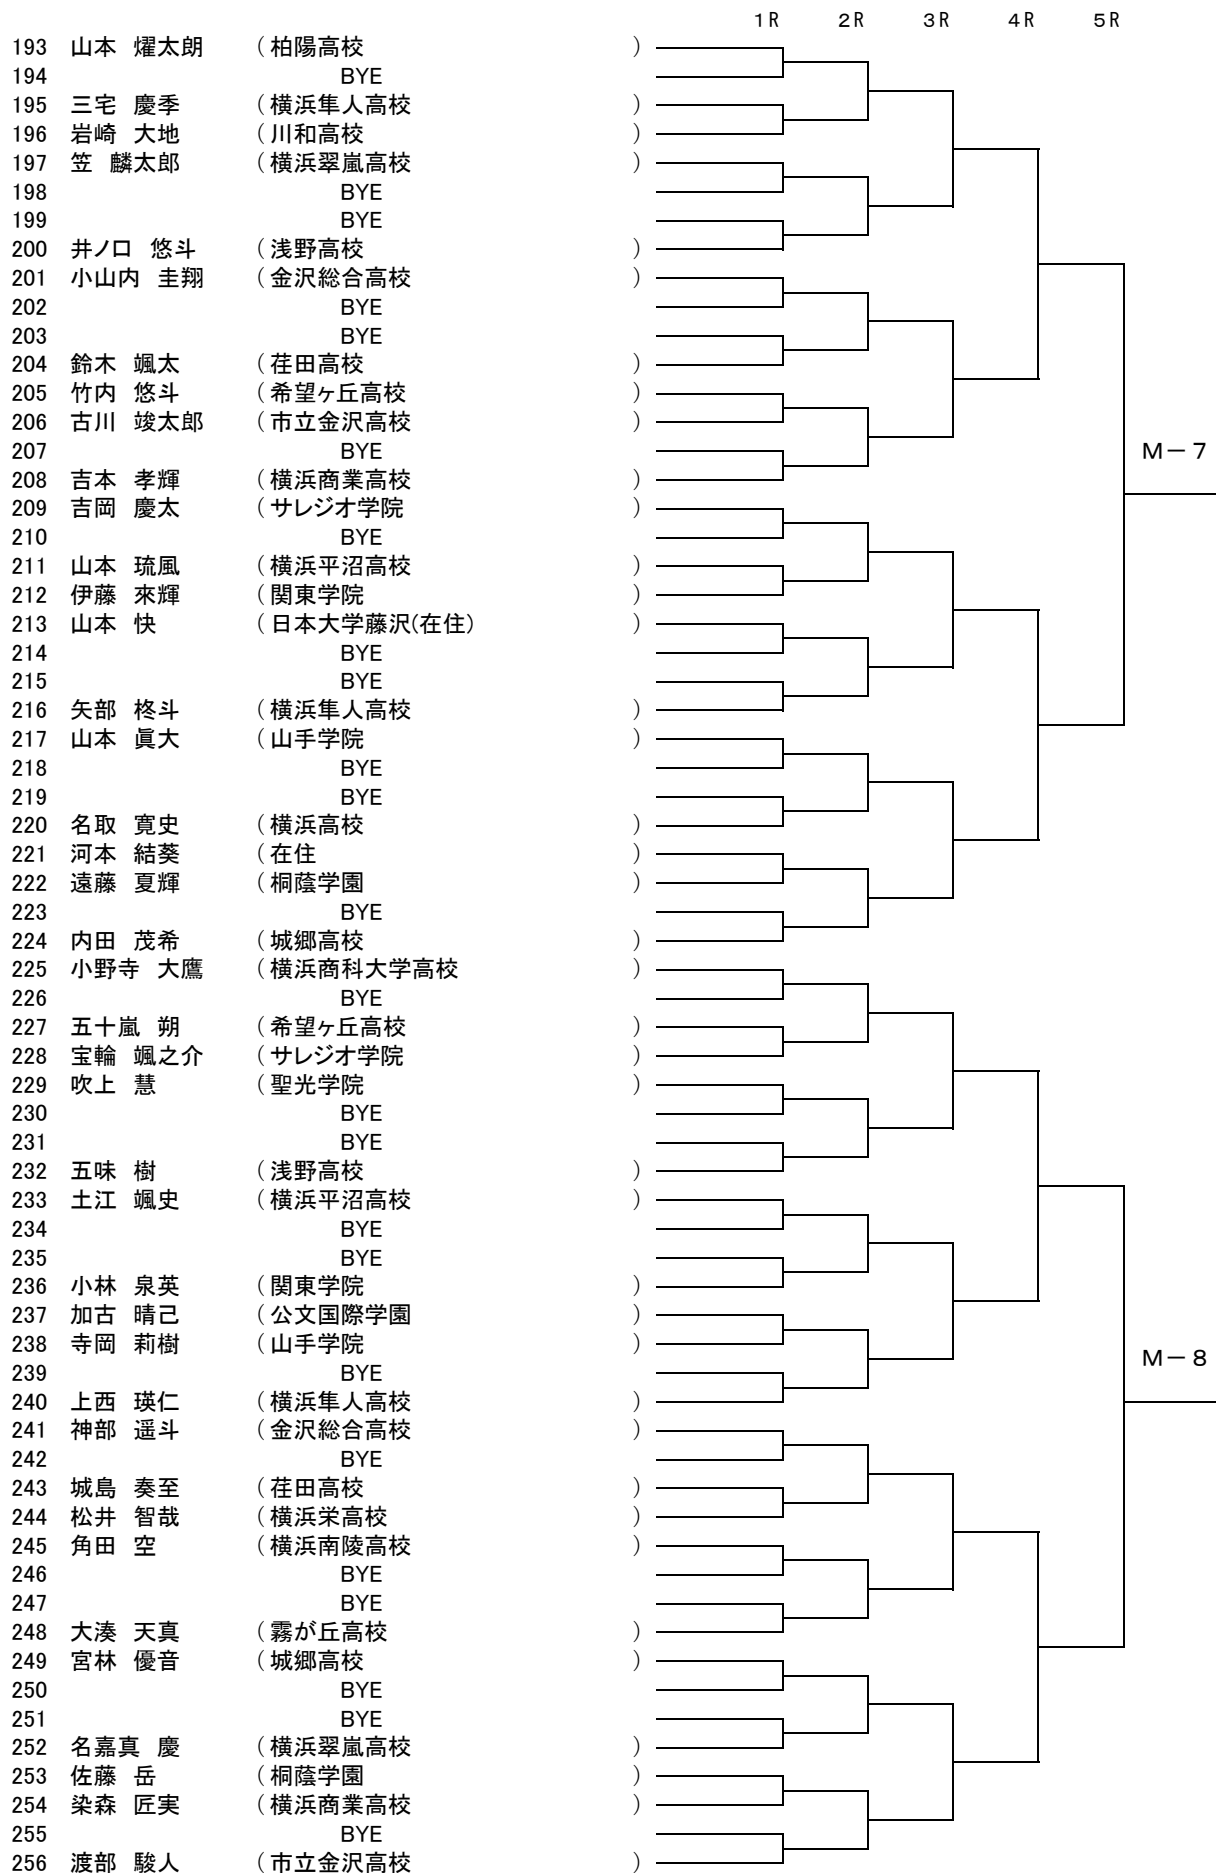 1R 2R 3R 4R 5R
193 山本 燿太朗 （柏陽高校 ）
194 BYE
195 三宅 慶季 （横浜隼人高校 ）
196 岩崎 大地 （川和高校 ）
197 笠 麟太郎 （横浜翠嵐高校 ）
198 BYE
199 BYE
200 井ノ口 悠斗 （浅野高校 ）
201 小山内 圭翔 （金沢総合高校 ）
202 BYE
203 BYE
204 鈴木 颯太 （荏田高校 ）
205 竹内 悠斗 （希望ヶ丘高校 ）
206 古川 竣太郎 （市立金沢高校 ）
207 BYE
M－7
208 吉本 孝輝 （横浜商業高校 ）
209 吉岡 慶太 （サレジオ学院 ）
210 BYE
211 山本 琉風 （横浜平沼高校 ）
212 伊藤 來輝 （関東学院 ）
213 山本 快 （日本大学藤沢(在住) ）
214 BYE
215 BYE
216 矢部 柊斗 （横浜隼人高校 ）
217 山本 眞大 （山手学院 ）
218 BYE
219 BYE
220 名取 寛史 （横浜高校 ）
221 河本 結葵 （在住 ）
222 遠藤 夏輝 （桐蔭学園 ）
223 BYE
224 内田 茂希 （城郷高校 ）
225 小野寺 大鷹 （横浜商科大学高校 ）
226 BYE
227 五十嵐 朔 （希望ヶ丘高校 ）
228 宝輪 颯之介 （サレジオ学院 ）
229 吹上 慧 （聖光学院 ）
230 BYE
231 BYE
232 五味 樹 （浅野高校 ）
233 土江 颯史 （横浜平沼高校 ）
234 BYE
235 BYE
236 小林 泉英 （関東学院 ）
237 加古 晴己 （公文国際学園 ）
238 寺岡 莉樹 （山手学院 ）
239 BYE
M－8
240 上西 瑛仁 （横浜隼人高校 ）
241 神部 遥斗 （金沢総合高校 ）
242 BYE
243 城島 奏至 （荏田高校 ）
244 松井 智哉 （横浜栄高校 ）
245 角田 空 （横浜南陵高校 ）
246 BYE
247 BYE
248 大湊 天真 （霧が丘高校 ）
249 宮林 優音 （城郷高校 ）
250 BYE
251 BYE
252 名嘉真 慶 （横浜翠嵐高校 ）
253 佐藤 岳 （桐蔭学園 ）
254 染森 匠実 （横浜商業高校 ）
255 BYE
256 渡部 駿人 （市立金沢高校 ）